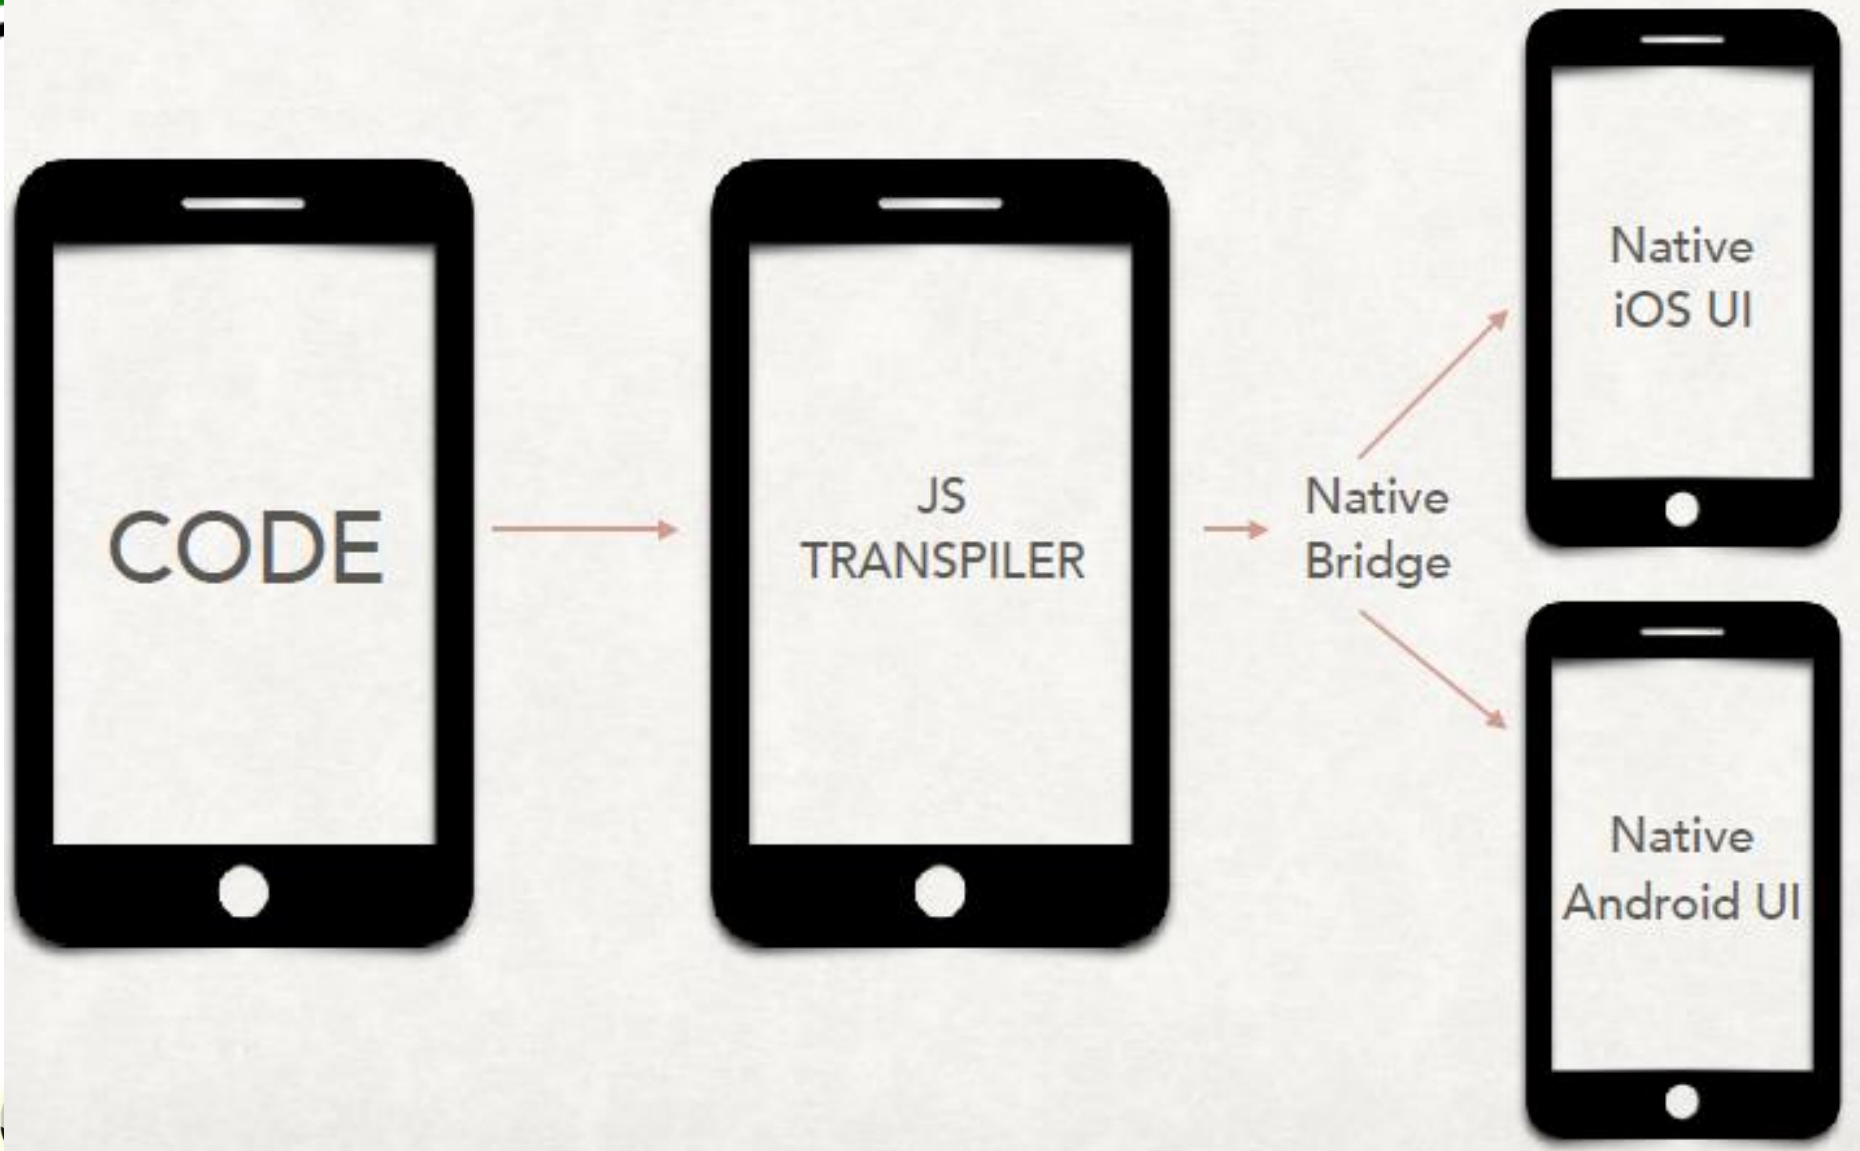 CODE
JS
TRANSPILER
Native
Bridge
Native
iOS UI
Native
Android UI